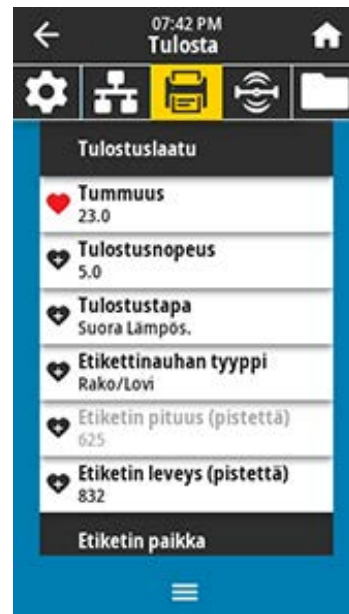 07:42 PM
Tulosta
Tulostuslaatu
Tummuus
23.0
Tulostusnopeus
5.0
Tulostustapa
Suora Lämpös.
Etikettinauhan tyyppi
Rako/Lovi
Etiketin pituus (pistettä)
625
Etiketin leveys (pistettä)
832
Etiketin paikka